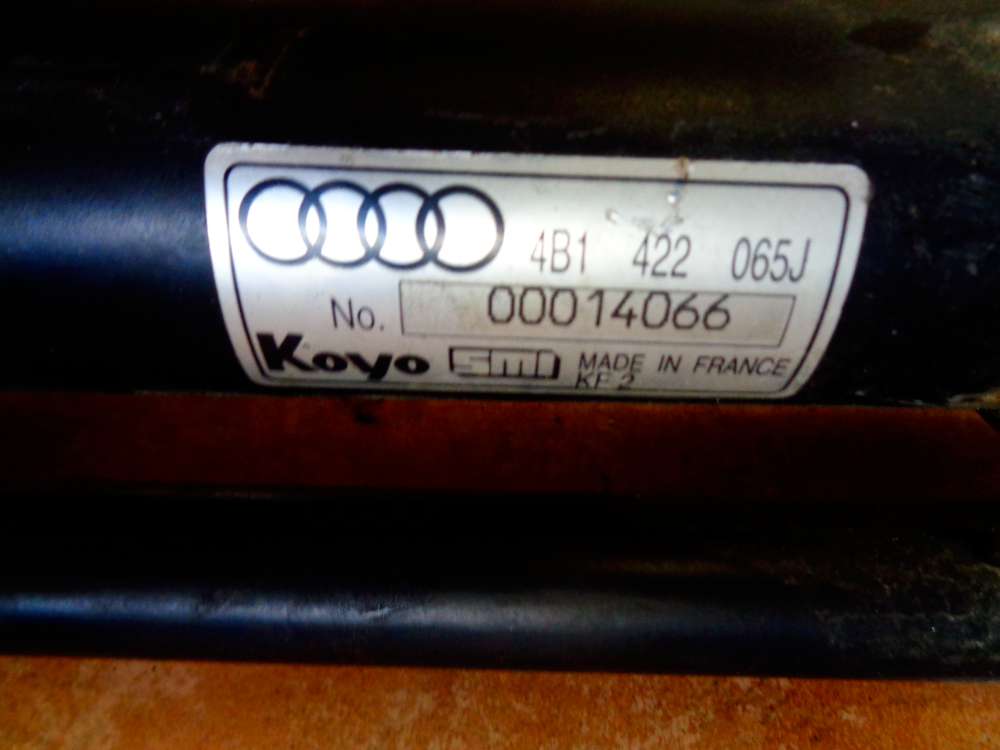 4B1 422 065J
No. 00014066
Koyo smi MADE IN FRANCE
KF 2